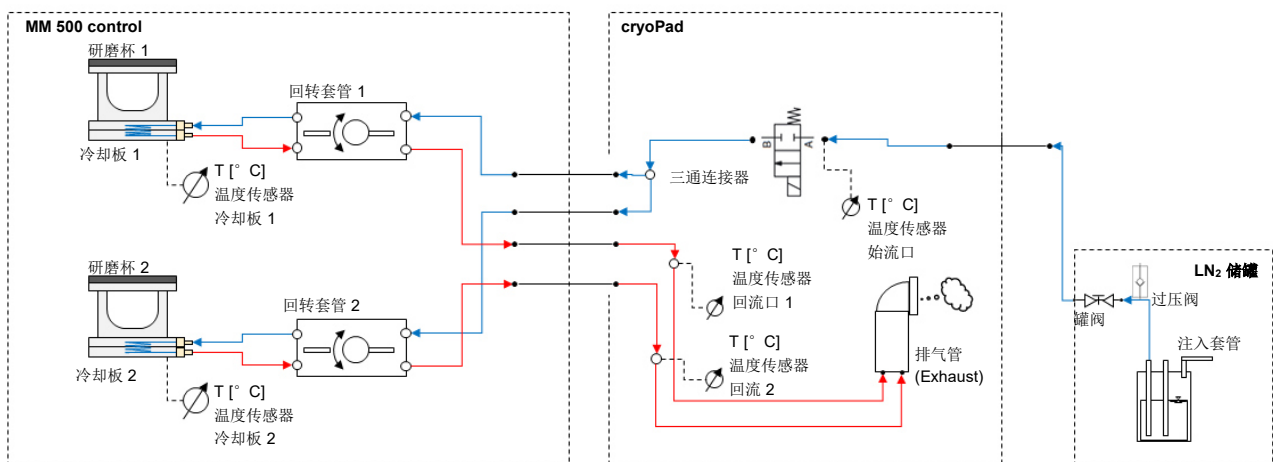 MM 500 control
研磨杯 1
回转套管 1
冷却板 1
T [° C]
温度传感器
冷却板 1
研磨杯 2
回转套管 2
冷却板 2
T [° C]
温度传感器
冷却板 2
cryoPad
B
A
三通连接器
T [° C]
温度传感器
始流口
T [° C]
温度传感器
回流口 1
T [° C]
温度传感器
回流 2
排气管
(Exhaust)
LN₂ 储罐
过压阀
罐阀
注入套管